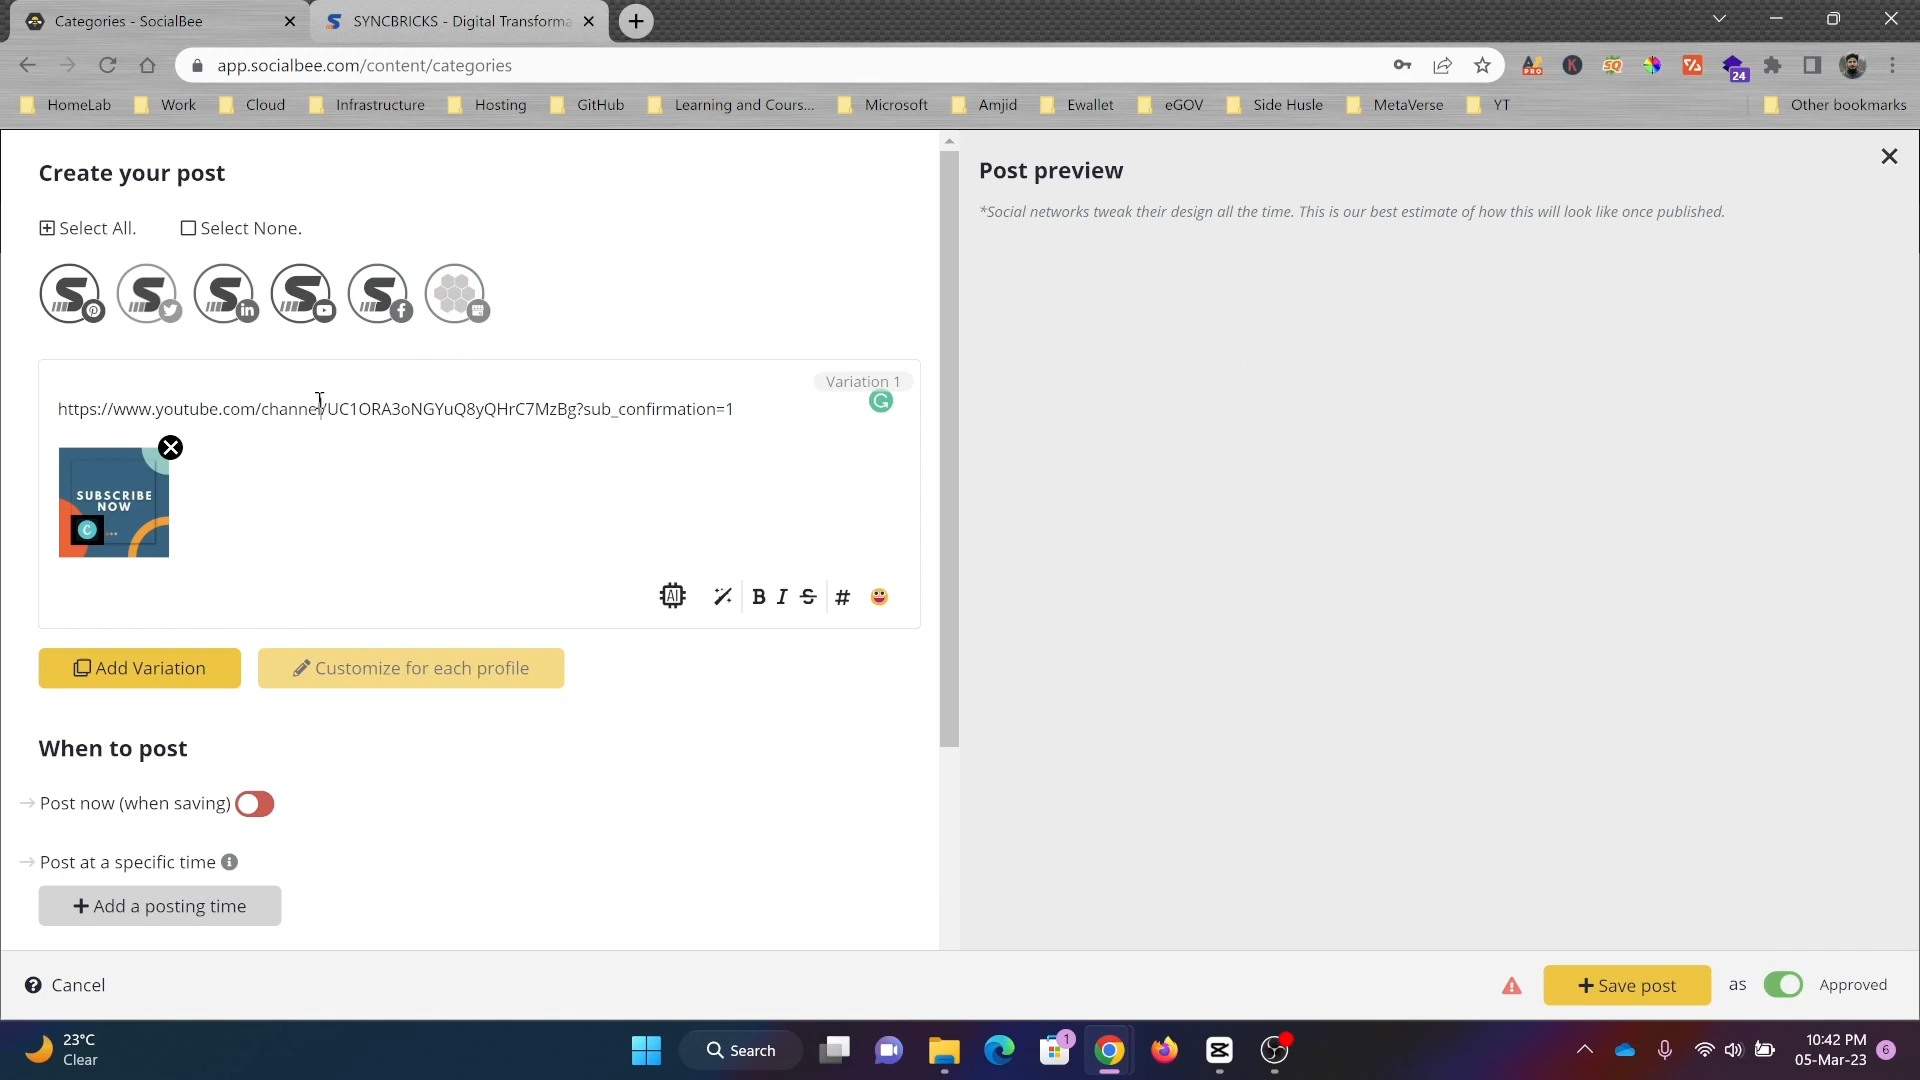 Categories - SocialBee
SYNCBRICKS - Digital Transforma
app.socialbee.com/content/categories
24
HomeLab
Work
Cloud
Infrastructure
Hosting
GitHub
Learning and Cours...
Microsoft
Amjid
Ewallet
eGOV
Side Husle
MetaVerse
YT
Other bookmarks
Create your post
Select All.
Select None.
Variation 1
https://www.youtube.com/channel/UC1ORA3oNGYuQ8yQHrC7MzBg?sub_confirmation=1
SUBSCRIBE
NOW
C
AI
B I S #
Add Variation
Customize for each profile
When to post
Post now (when saving)
Post at a specific time
+ Add a posting time
Post preview
*Social networks tweak their design all the time. This is our best estimate of how this will look like once published.
Cancel
+ Save post
as
Approved
23°C
Clear
Search
1
10:42 PM
05-Mar-23
6